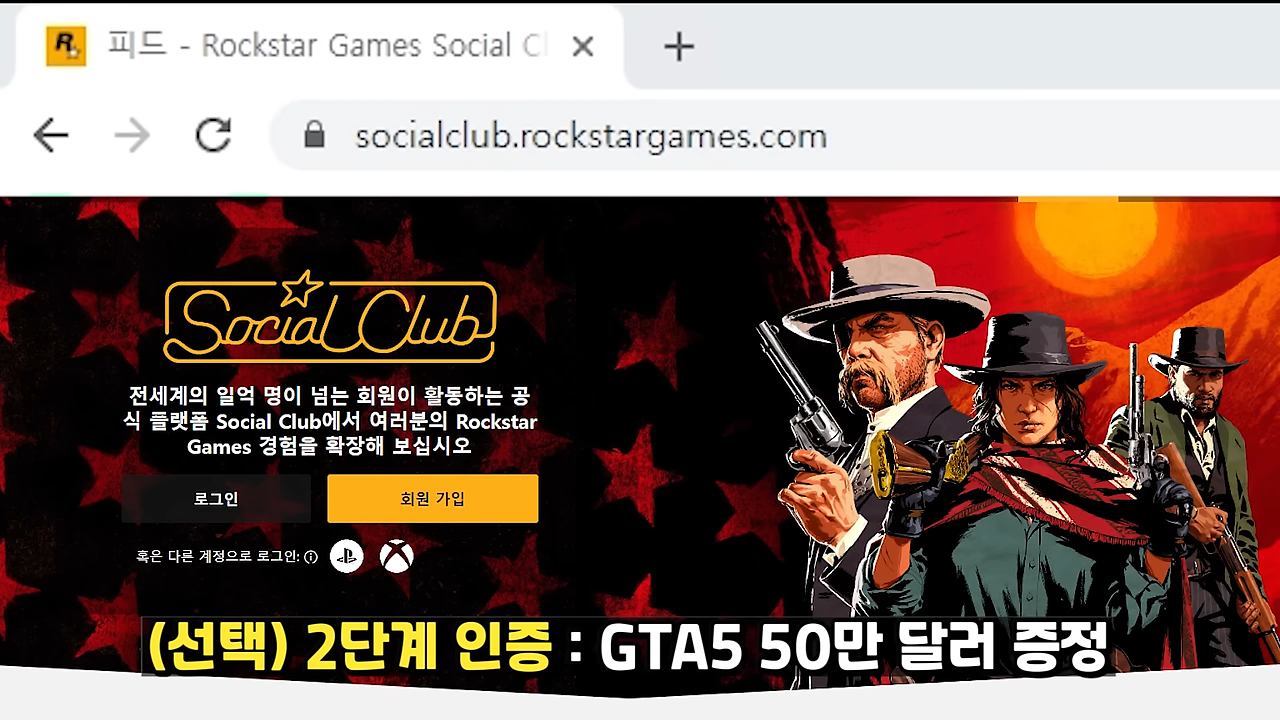 피드 - Rockstar Games Social Cl
socialclub.rockstargames.com
Social Club
전세계의 일억 명이 넘는 회원이 활동하는 공
식 플랫폼 Social Club에서 여러분의 Rockstar
Games 경험을 확장해 보십시오
로그인
회원 가입
혹은 다른 계정으로 로그인:
(선택) 2단계 인증 : GTA5 50만 달러 증정